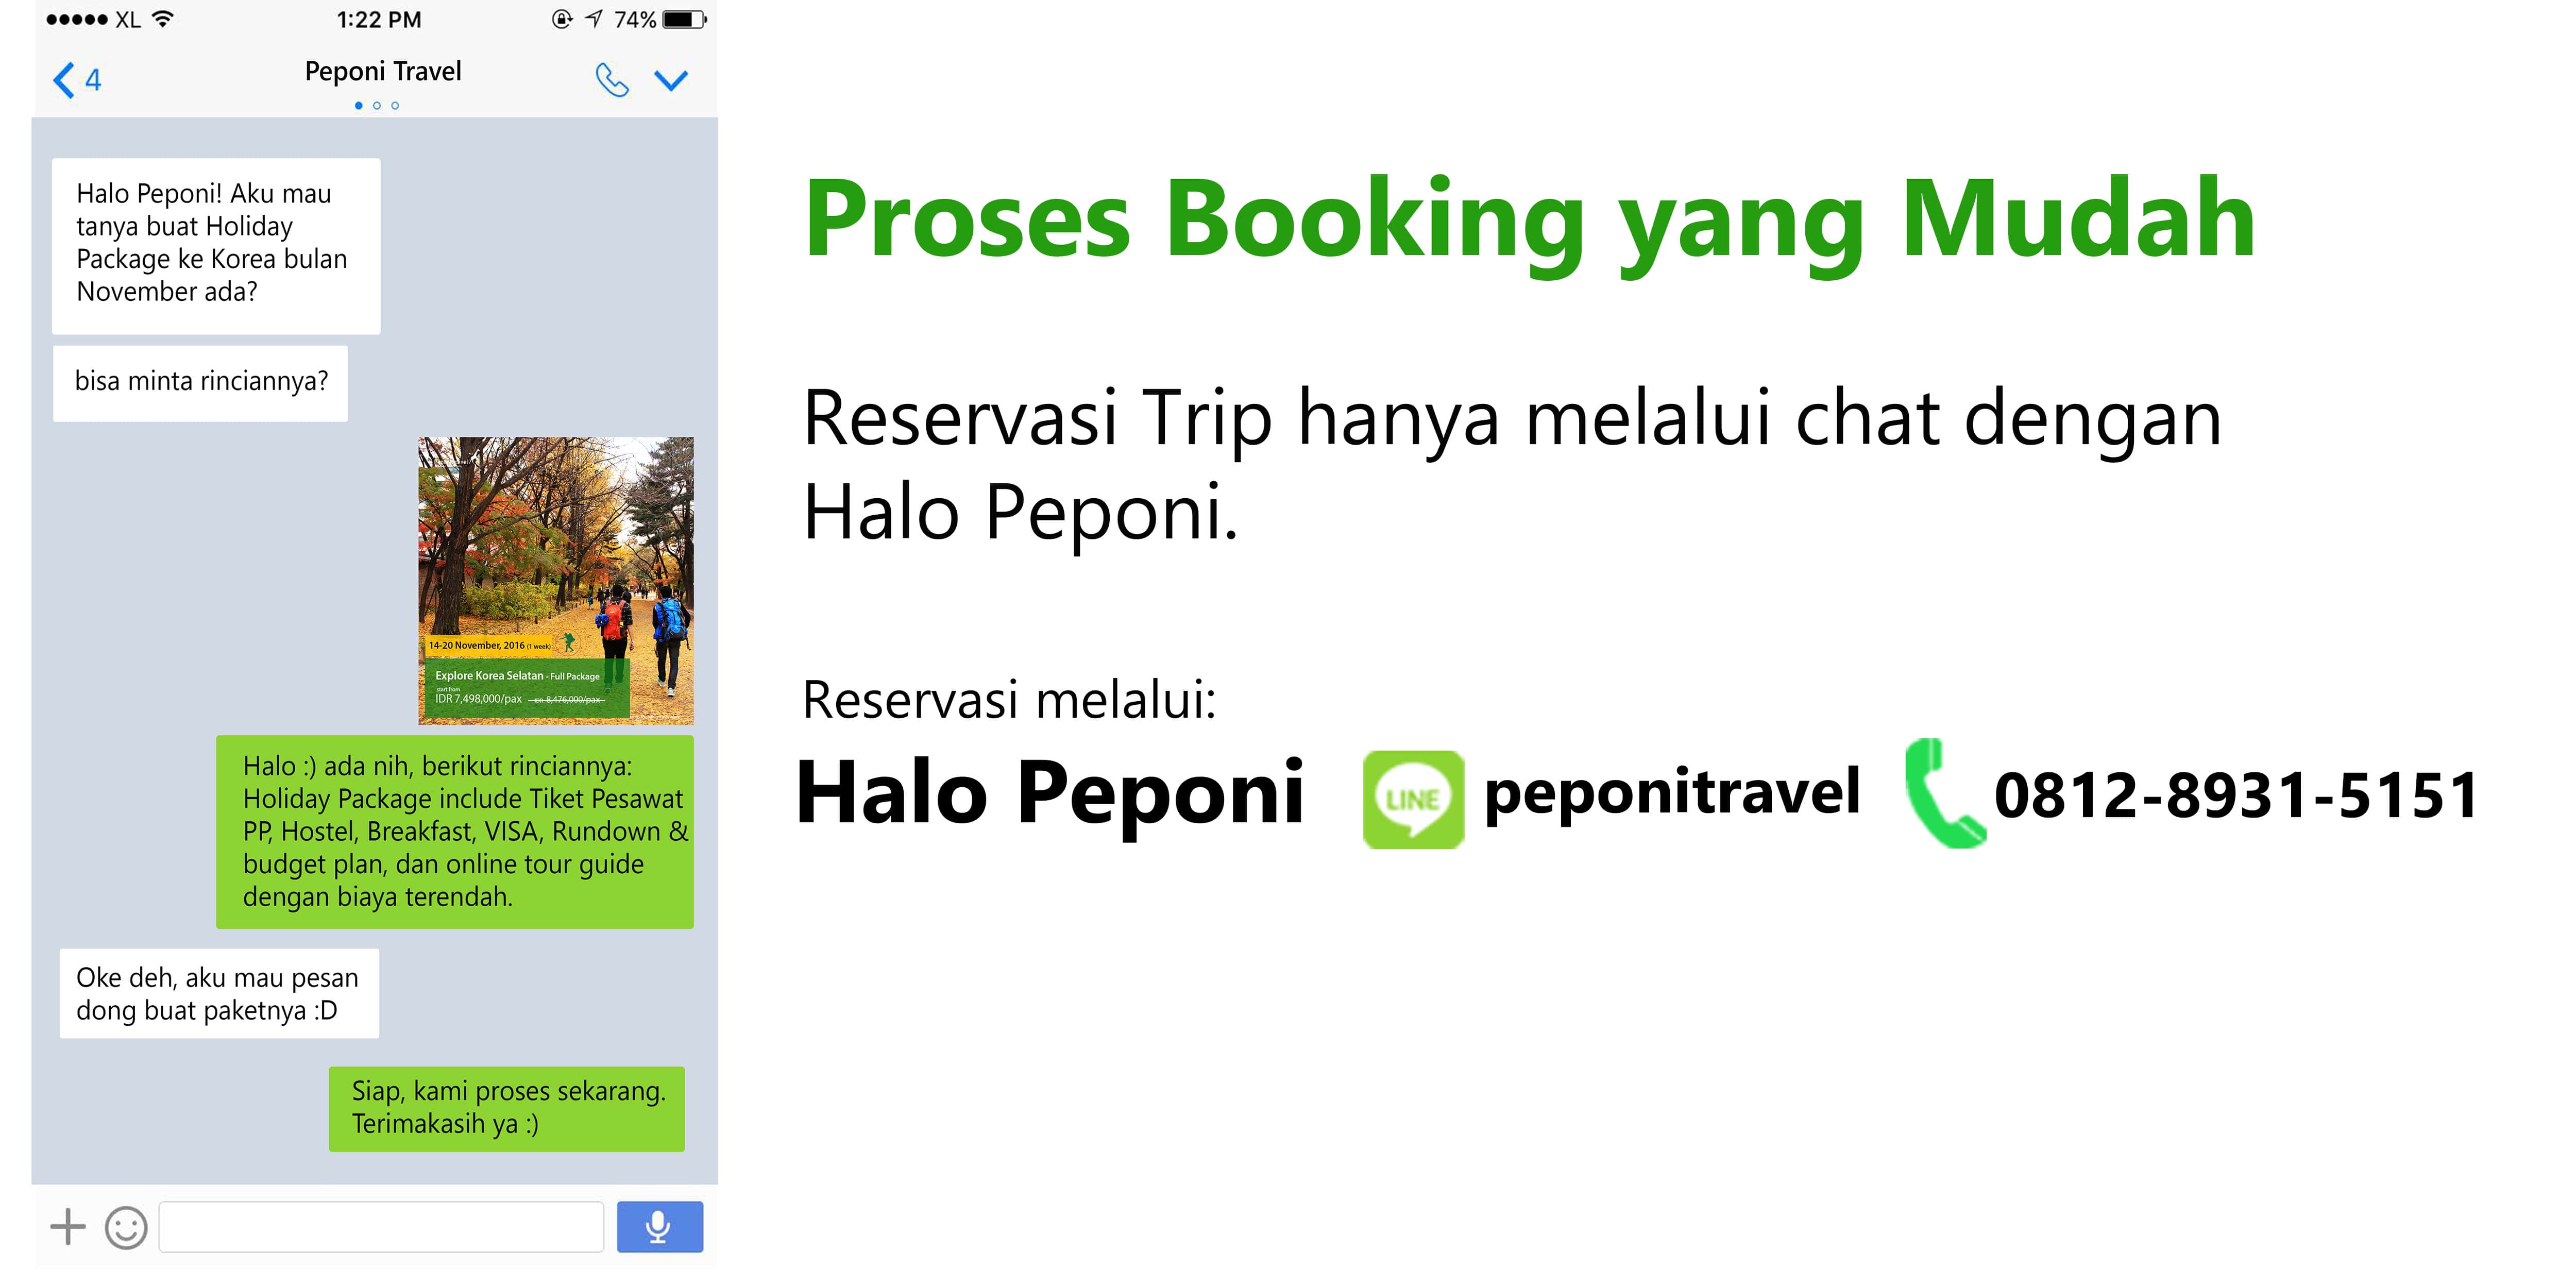 XL 1:22 PM 74%
4 Peponi Travel
Halo Peponi! Aku mau
tanya buat Holiday
Package ke Korea bulan
November ada?
bisa minta rinciannya?
14-20 November, 2016 (1 week)
Explore Korea Selatan - Full Package
start from
IDR 7,498,000/pax IDR 8,476,000/pax
Halo :) ada nih, berikut rinciannya:
Holiday Package include Tiket Pesawat
PP, Hostel, Breakfast, VISA, Rundown &
budget plan, dan online tour guide
dengan biaya terendah.
Oke deh, aku mau pesan
dong buat paketnya :D
Siap, kami proses sekarang.
Terimakasih ya :)
Proses Booking yang Mudah
Reservasi Trip hanya melalui chat dengan
Halo Peponi.
Reservasi melalui:
Halo Peponi LINE peponitravel 0812-8931-5151